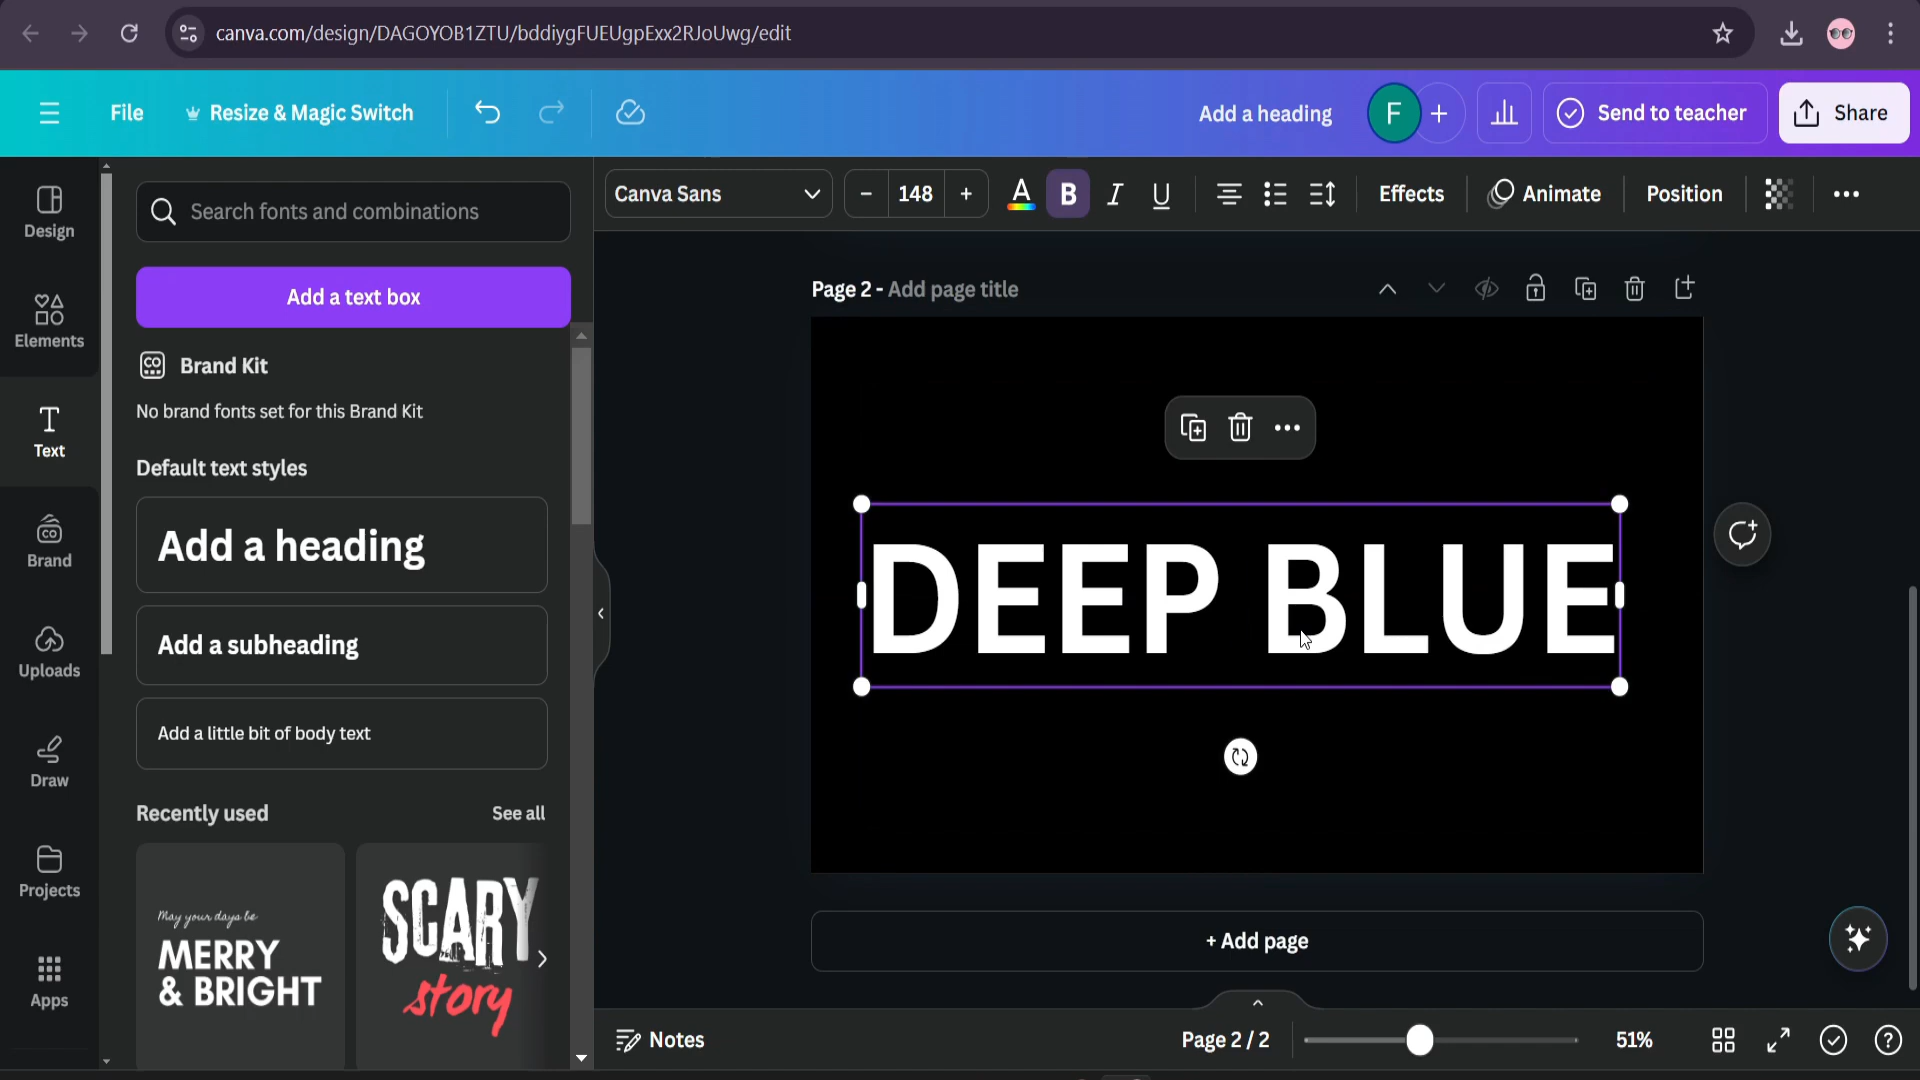 canva.com/design/DAGOYOB1ZTU/bddiygFUEUgpExx2RJoUwg/edit
File
Resize & Magic Switch
Add a heading
F
+
Send to teacher
Share
Design
Elements
Text
Brand
Uploads
Draw
Projects
Apps
Search fonts and combinations
Add a text box
Brand Kit
No brand fonts set for this Brand Kit
Default text styles
Add a heading
Add a subheading
Add a little bit of body text
Recently used
See all
May your days be
MERRY
& BRIGHT
SCARY
story
Canva Sans
– 148 +
A
B
I
U
Effects
Animate
Position
Page 2 - Add page title
DEEP BLUE
+ Add page
Notes
Page 2 / 2
51%